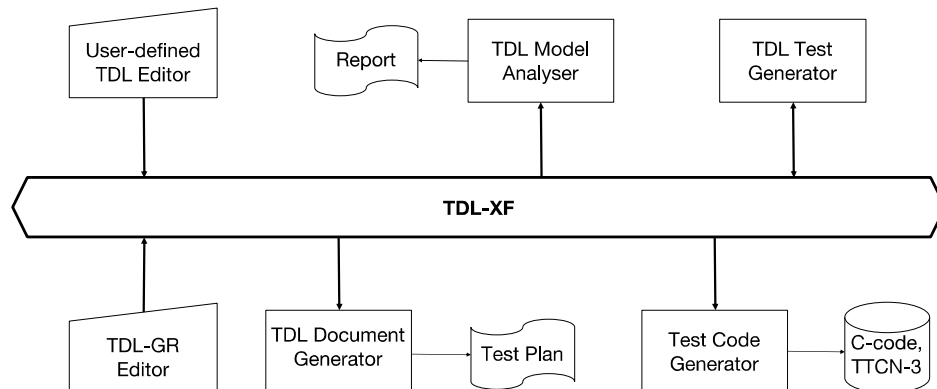 User-defined
TDL Editor
Report
TDL Model
Analyser
TDL Test
Generator
TDL-XF
TDL-GR
Editor
TDL Document
Generator
Test Plan
Test Code
Generator
C-code,
TTCN-3